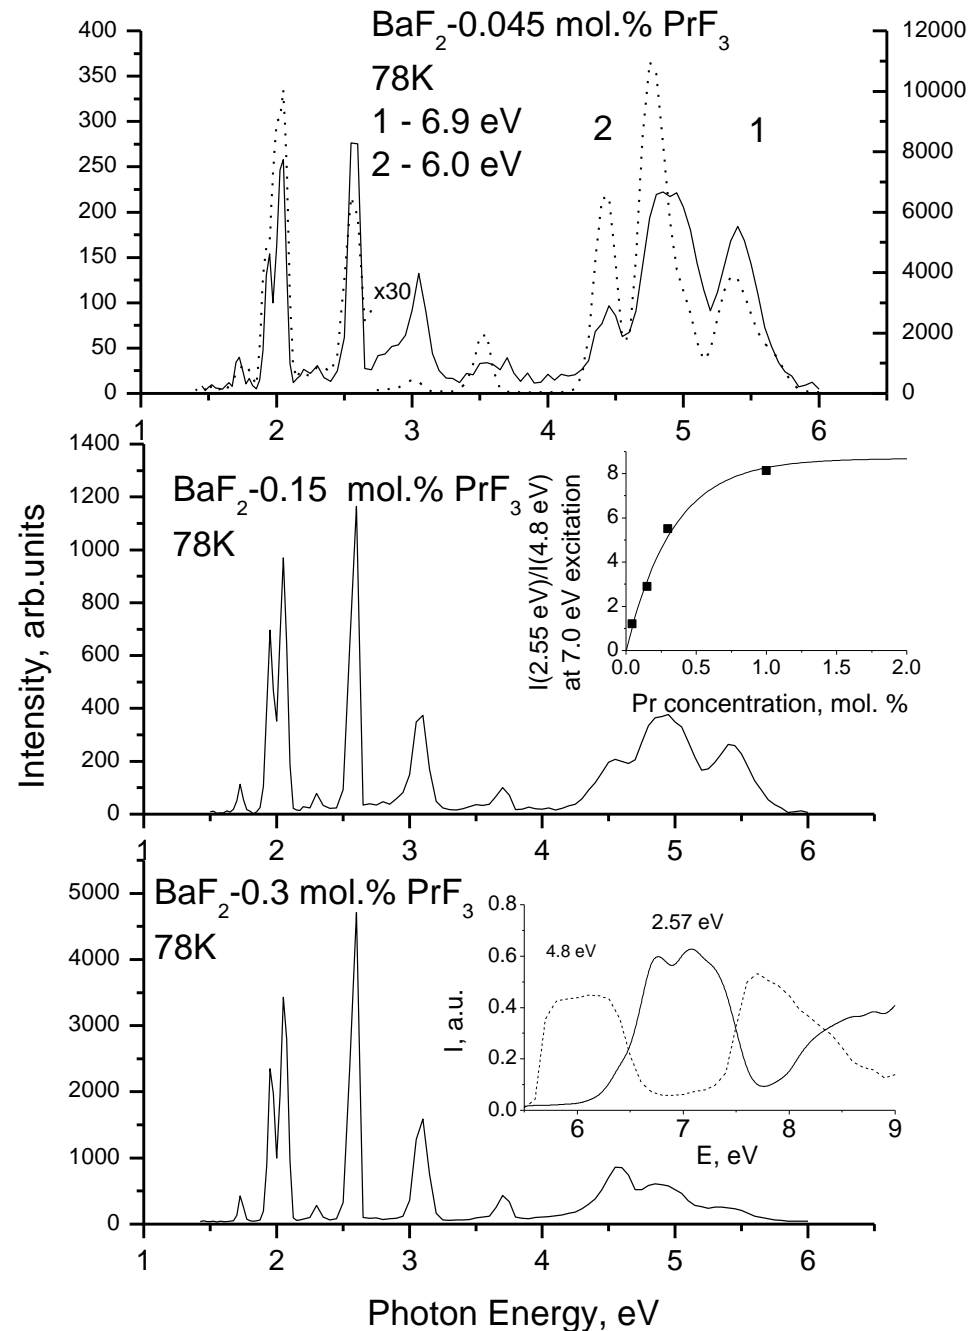 BaF2-0.045 mol.% PrF3
78K
1 - 6.9 eV
2 - 6.0 eV
2
1
x30
400
350
300
250
200
150
100
50
0
12000
10000
8000
6000
4000
2000
0
1 2 3 4 5 6
BaF2-0.15 mol.% PrF3
78K
1400
1200
1000
800
600
400
200
0
1 2 3 4 5 6
I(2.55 eV)/I(4.8 eV)
at 7.0 eV excitation
8
6
4
2
0
0.0 0.5 1.0 1.5 2.0
Pr concentration, mol. %
Intensity, arb.units
BaF2-0.3 mol.% PrF3
78K
5000
4000
3000
2000
1000
0
1 2 3 4 5 6
4.8 eV
2.57 eV
I, a.u.
0.8
0.6
0.4
0.2
0.0
6 7 8 9
E, eV
Photon Energy, eV